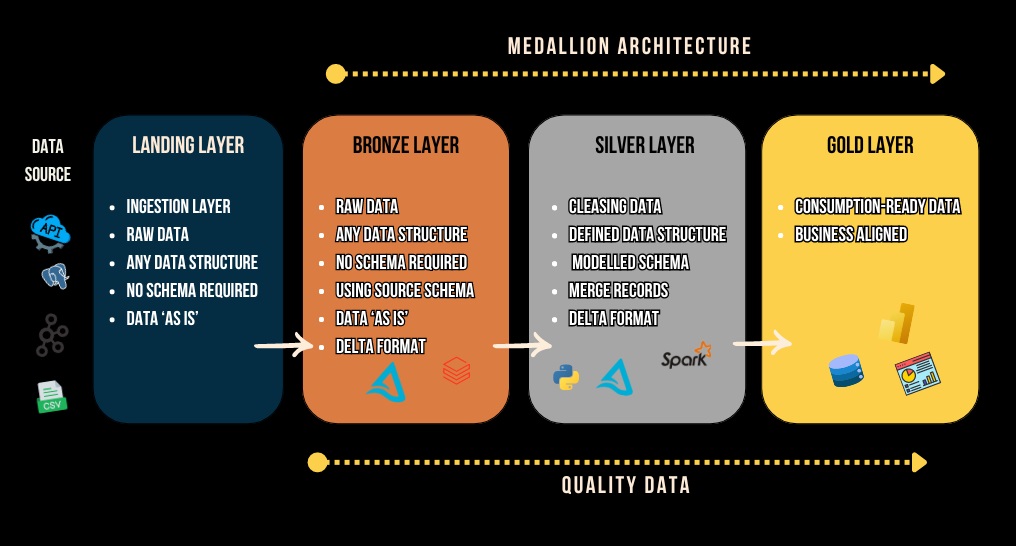 MEDALLION ARCHITECTURE
DATA
SOURCE
API
CSV
LANDING LAYER
INGESTION LAYER
RAW DATA
ANY DATA STRUCTURE
NO SCHEMA REQUIRED
DATA ‘AS IS’
BRONZE LAYER
RAW DATA
ANY DATA STRUCTURE
NO SCHEMA REQUIRED
USING SOURCE SCHEMA
DATA ‘AS IS’
DELTA FORMAT
SILVER LAYER
CLEASING DATA
DEFINED DATA STRUCTURE
MODELLED SCHEMA
MERGE RECORDS
DELTA FORMAT
Spark
GOLD LAYER
CONSUMPTION-READY DATA
BUSINESS ALIGNED
QUALITY DATA